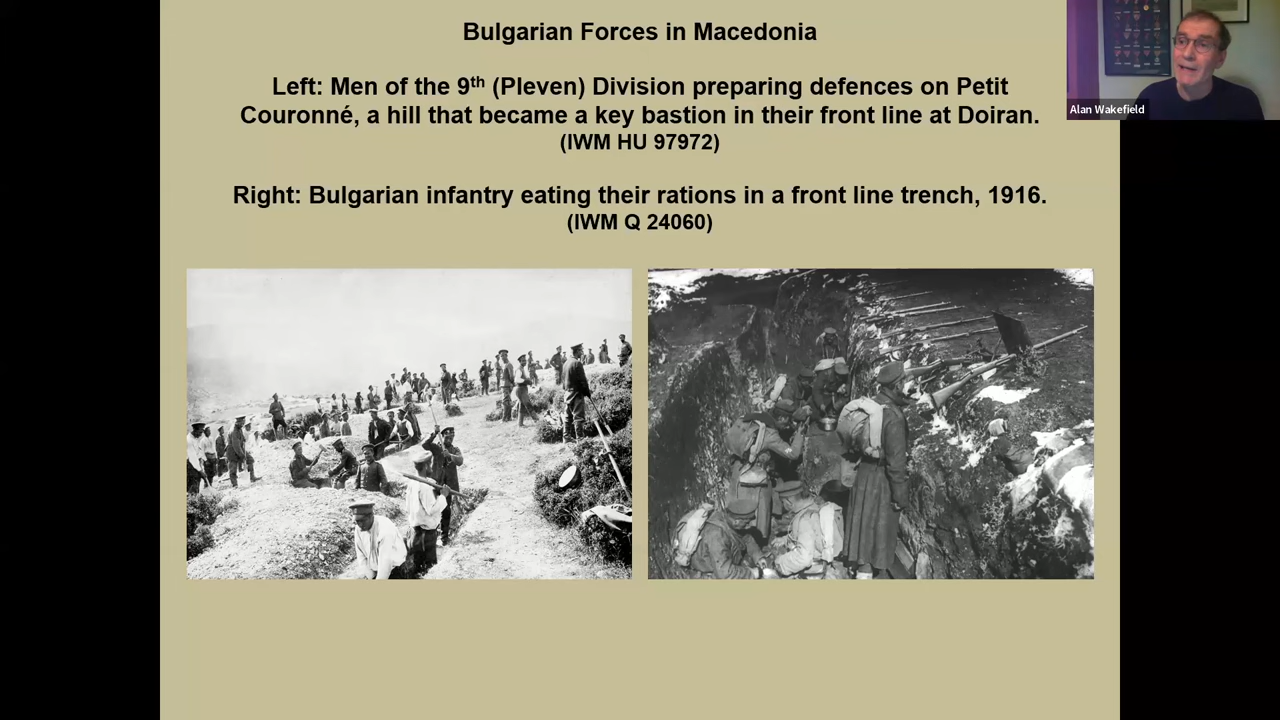 Bulgarian Forces in Macedonia
Left: Men of the 9th (Pleven) Division preparing defences on Petit
Couronné, a hill that became a key bastion in their front line at Doiran.
(IWM HU 97972)
Right: Bulgarian infantry eating their rations in a front line trench, 1916.
(IWM Q 24060)
Alan Wakefield